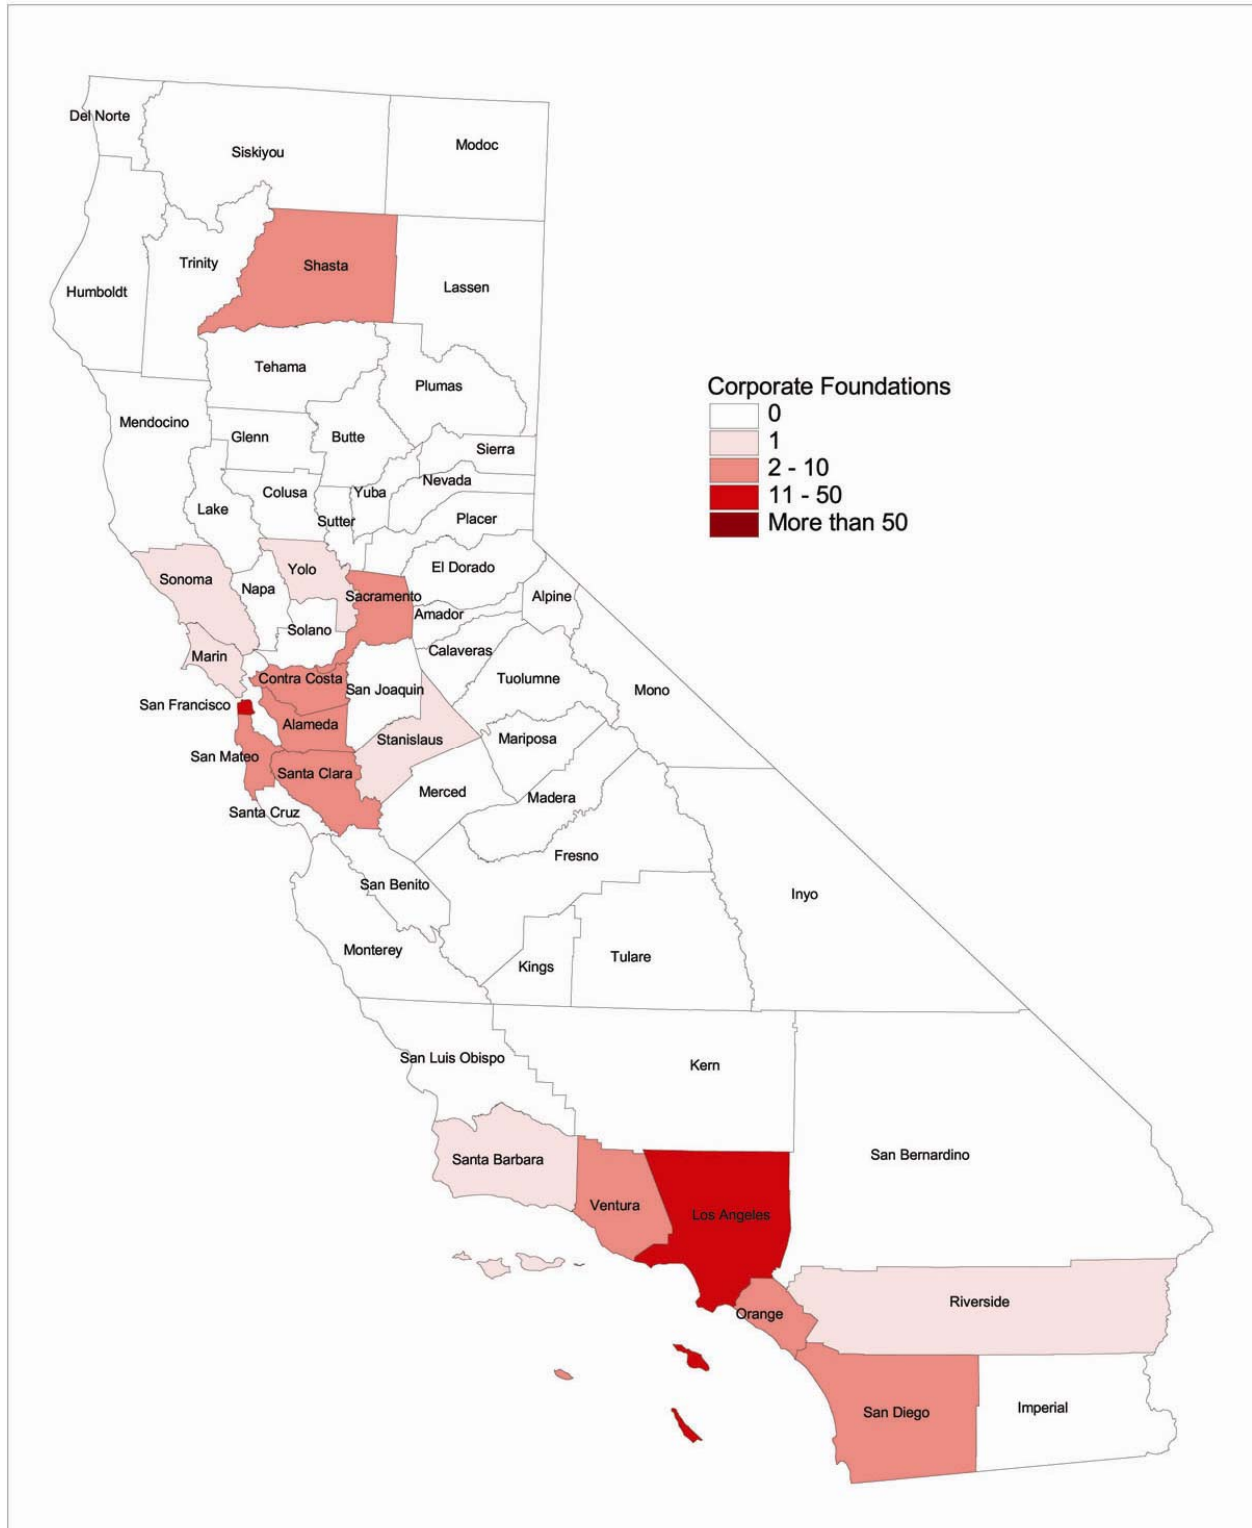 Del Norte
Siskiyou
Modoc
Shasta
Trinity
Humboldt
Lassen
Tehama
Plumas
Corporate Foundations
0
1
2 - 10
11 - 50
More than 50
Mendocino
Glenn
Butte
Sierra
Nevada
Colusa
Yuba
Lake
Sutter
Placer
El Dorado
Yolo
Sonoma
Napa
Sacramento
Alpine
Amador
Solano
Calaveras
Marin
Contra Costa
Tuolumne
San Joaquin
Mono
San Francisco
Alameda
Stanislaus
Mariposa
San Mateo
Santa Clara
Merced
Madera
Santa Cruz
Fresno
San Benito
Inyo
Monterey
Tulare
Kings
San Luis Obispo
Kern
Santa Barbara
San Bernardino
Ventura
Los Angeles
Riverside
Orange
San Diego
Imperial